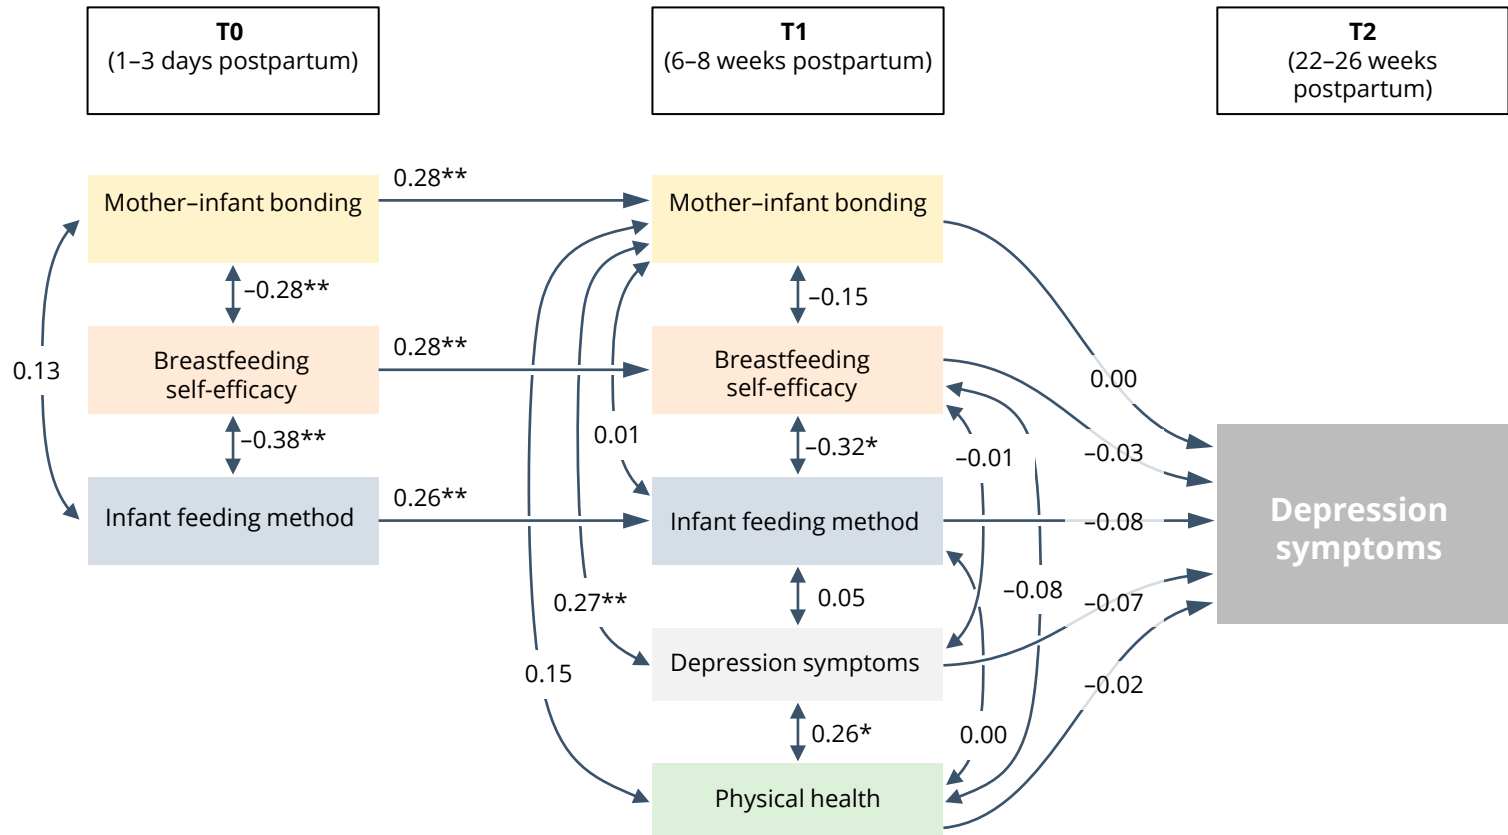 T0
(1–3 days postpartum)
T1
(6–8 weeks postpartum)
T2
(22–26 weeks
postpartum)
Mother–infant bonding
0.28**
Mother–infant bonding
–0.28**
–0.15
0.13
Breastfeeding
self-efficacy
0.28**
Breastfeeding
self-efficacy
0.00
–0.38**
0.01
–0.32*
–0.01
–0.03
Infant feeding method
0.26**
Infant feeding method
–0.08
Depression
symptoms
0.27**
0.05
–0.08
–0.07
0.15
Depression symptoms
–0.02
0.26*
0.00
Physical health